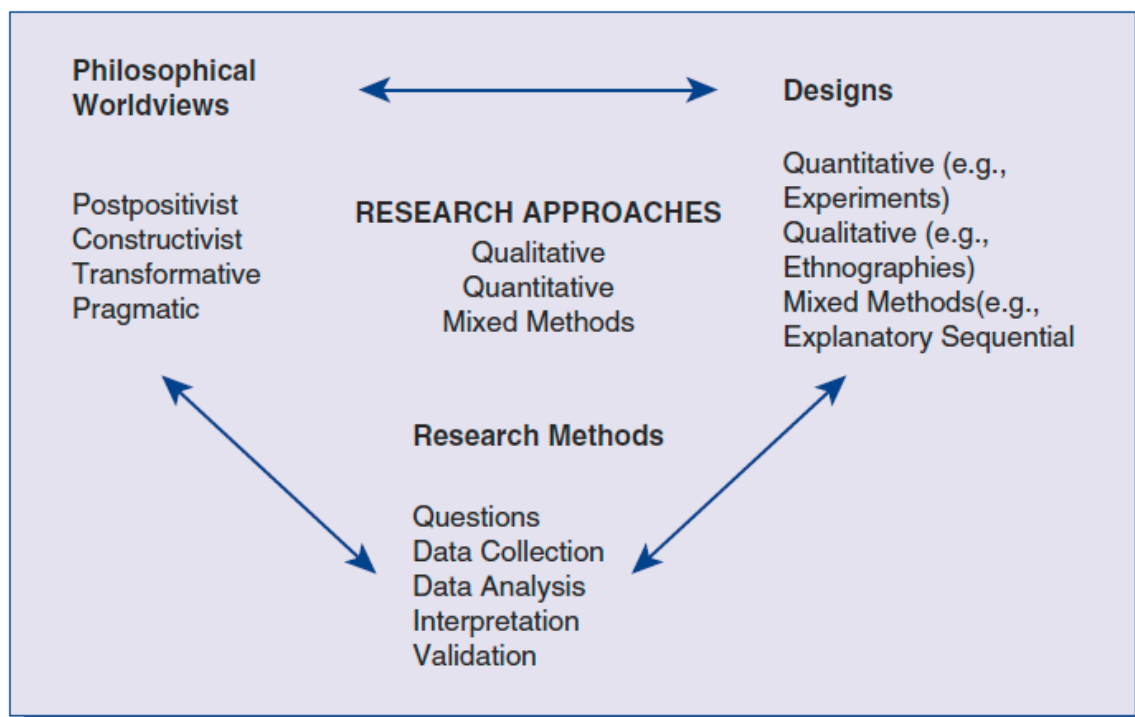 Philosophical
Worldviews
Designs
Postpositivist
Constructivist
Transformative
Pragmatic
RESEARCH APPROACHES
Qualitative
Quantitative
Mixed Methods
Quantitative (e.g.,
Experiments)
Qualitative (e.g.,
Ethnographies)
Mixed Methods(e.g.,
Explanatory Sequential
Research Methods
Questions
Data Collection
Data Analysis
Interpretation
Validation